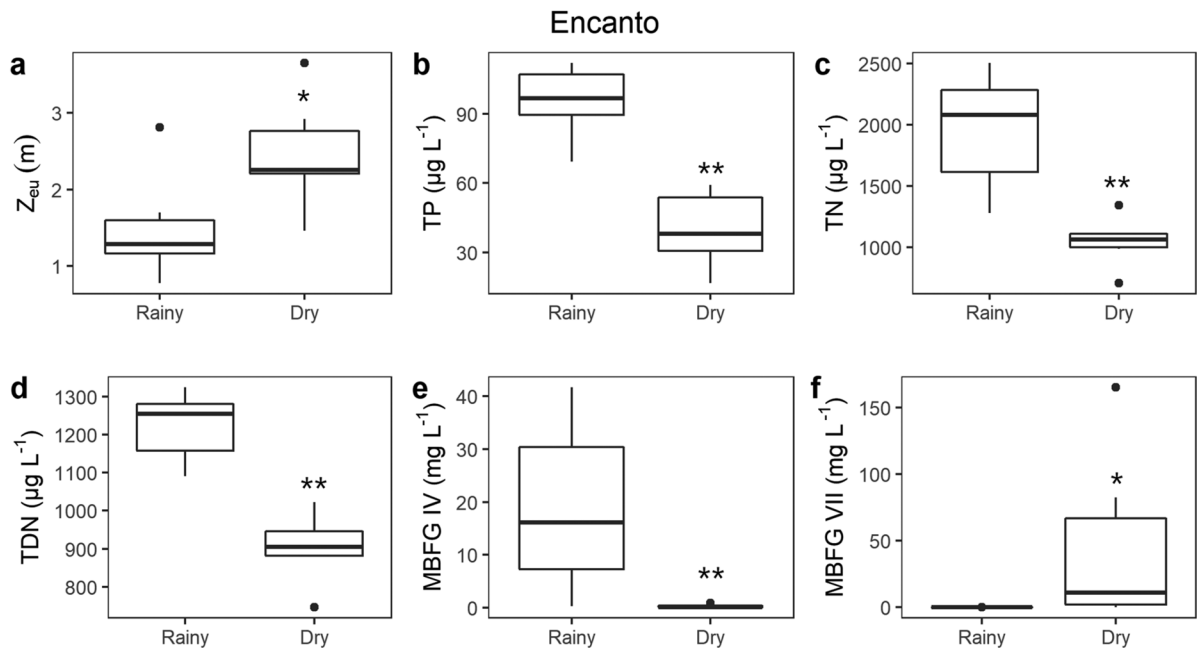 Encanto
a
Z_eu (m)
3
2
1
*
Rainy
Dry
b
TP (µg L⁻¹)
90
60
30
**
Rainy
Dry
c
TN (µg L⁻¹)
2500
2000
1500
1000
**
Rainy
Dry
d
TDN (µg L⁻¹)
1300
1200
1100
1000
900
800
**
Rainy
Dry
e
MBFG IV (mg L⁻¹)
40
30
20
10
0
**
Rainy
Dry
f
MBFG VII (mg L⁻¹)
150
100
50
0
*
Rainy
Dry